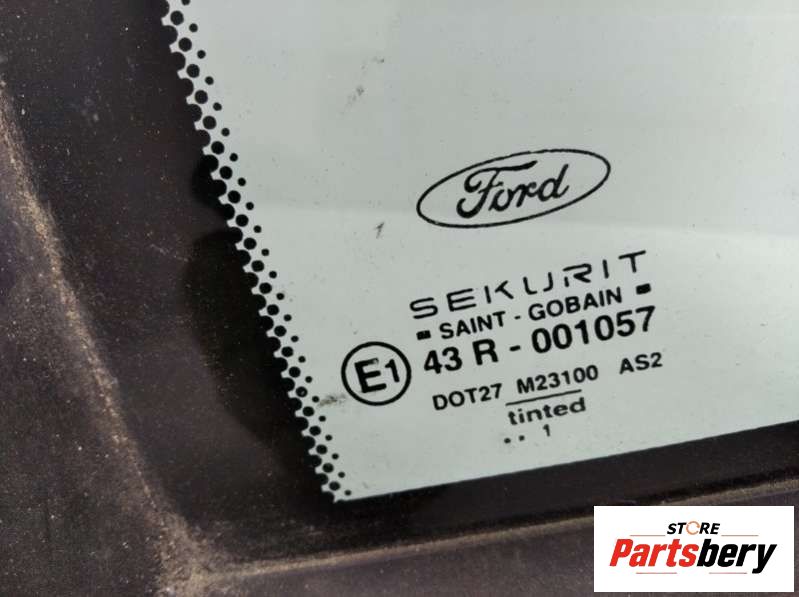 Ford
SEKURIT
SAINT - GOBAIN
E1 43 R - 001057
DOT27 M23100 AS2
tinted
.. 1
STORE
Partsbery